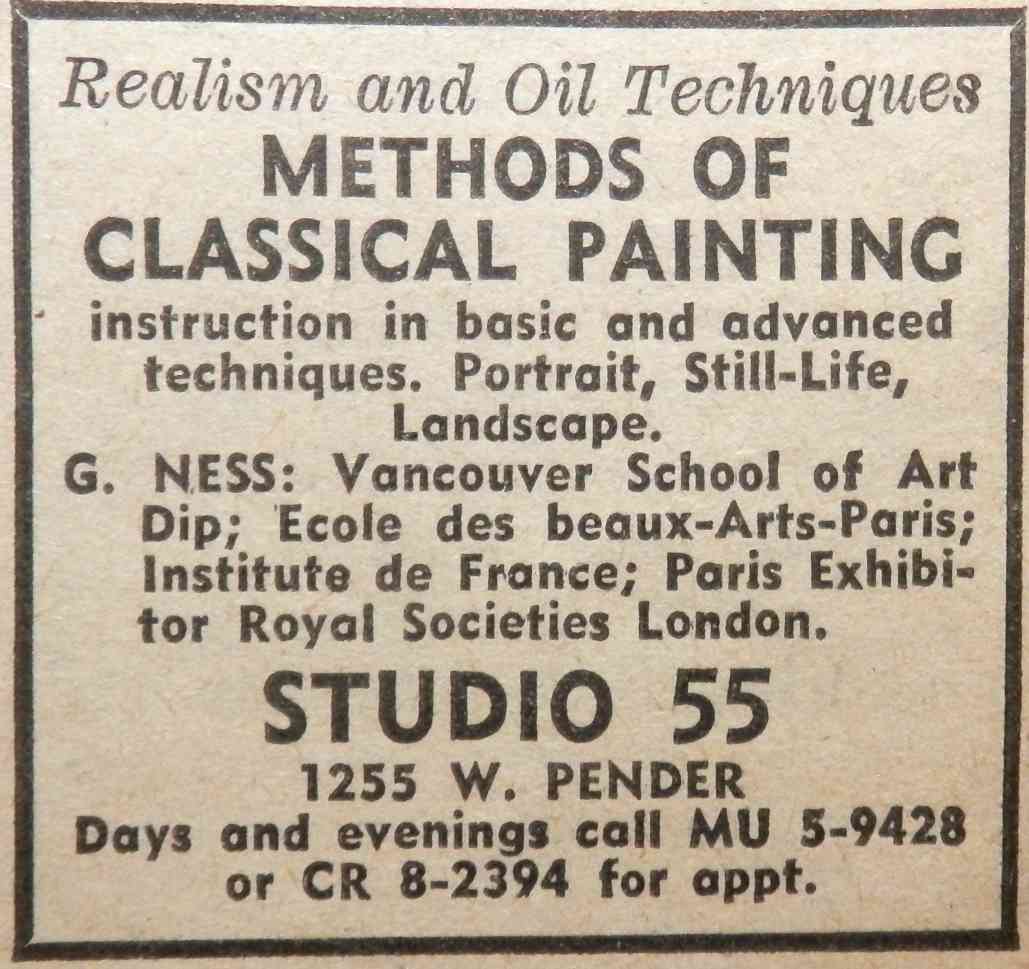 Realism and Oil Techniques
METHODS OF
CLASSICAL PAINTING
instruction in basic and advanced
techniques. Portrait, Still-Life,
Landscape.
G. NESS: Vancouver School of Art
Dip; Ecole des beaux-Arts-Paris;
Institute de France; Paris Exhibi-
tor Royal Societies London.
STUDIO 55
1255 W. PENDER
Days and evenings call MU 5-9428
or CR 8-2394 for appt.